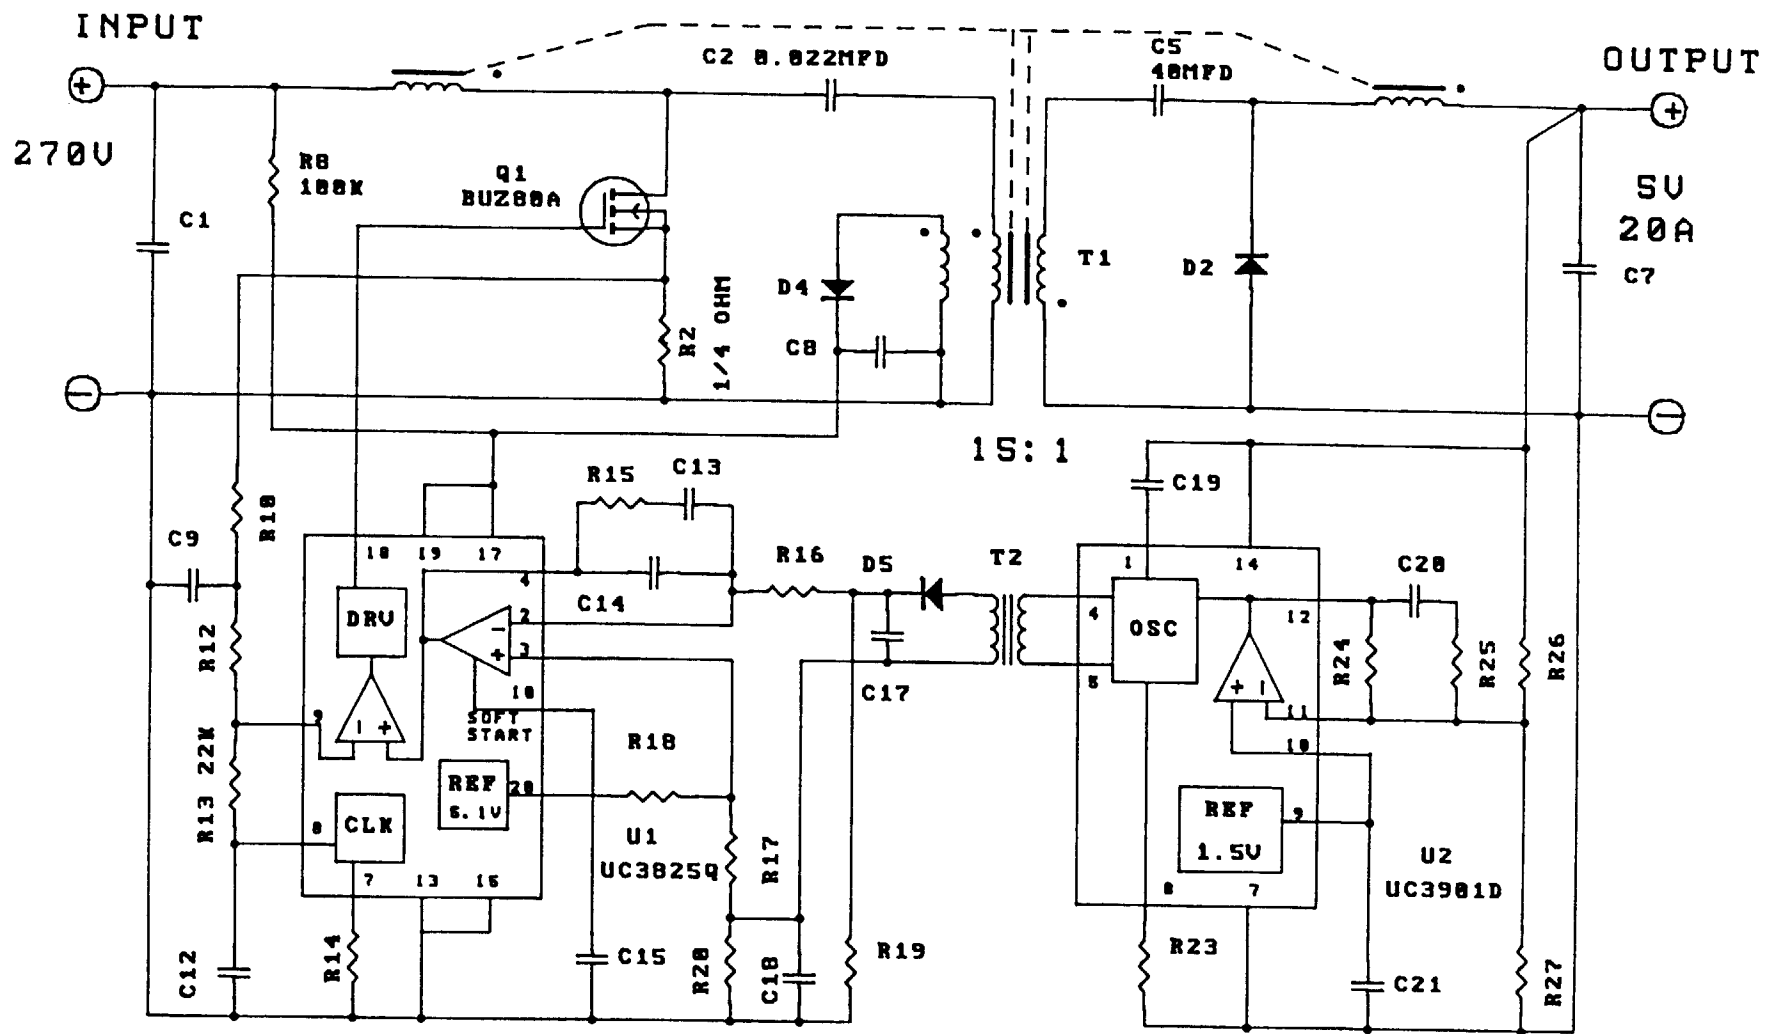 INPUT
C2 0.022MFD
C5
40MFD
OUTPUT
+
+
270V
R8
100K
Q1
BUZ80A
5V
20A
C1
T1
D2
C7
D4
R2
1/4 OHM
C8
−
−
15:1
R15
C13
C19
R10
C9
18
19
17
4
R16
D5
T2
1
14
C20
DRV
C14
2
−
+
3
4
OSC
12
R12
10
C17
5
R24
R25
R26
9
− +
SOFT
START
+ −
11
10
R18
R13 22K
REF
5.1V
20
REF
1.5V
9
8
CLK
U1
UC3825Q
R17
U2
UC3901D
7
13
15
8
7
C12
R14
C15
R20
C18
R19
R23
C21
R27